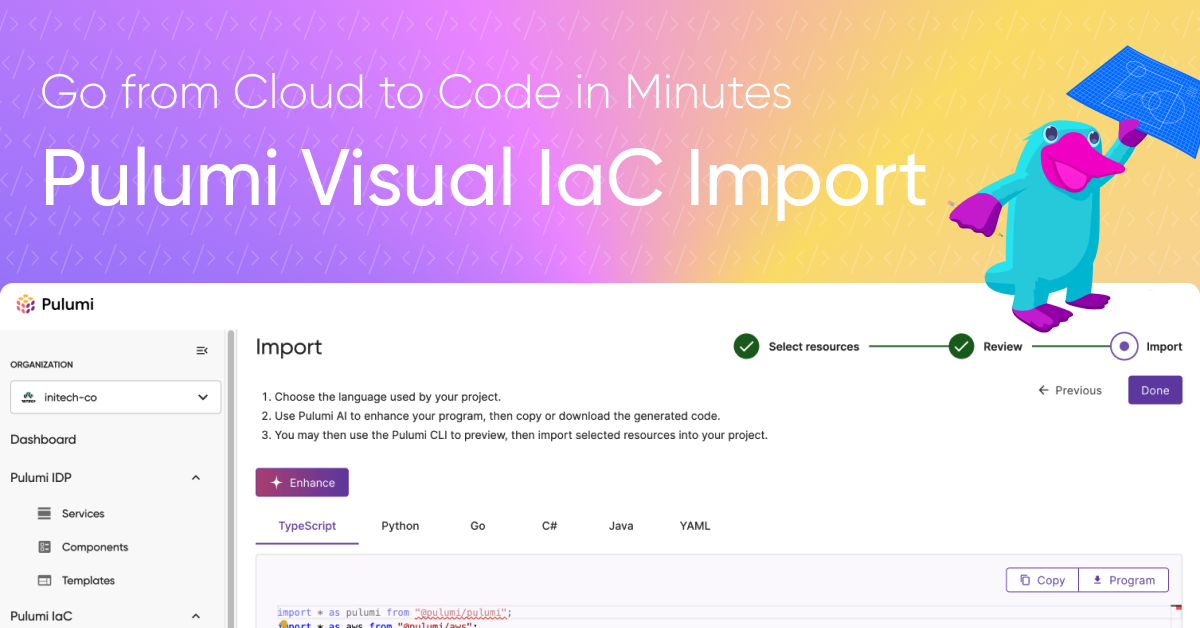 Go from Cloud to Code in Minutes
Pulumi Visual IaC Import
Pulumi
ORGANIZATION
initech-co
Dashboard
Pulumi IDP
Services
Components
Templates
Pulumi IaC
Import
Select resources
Review
Import
Previous
Done
1. Choose the language used by your project.
2. Use Pulumi AI to enhance your program, then copy or download the generated code.
3. You may then use the Pulumi CLI to preview, then import selected resources into your project.
Enhance
TypeScript Python Go C# Java YAML
Copy Program
import * as pulumi from "@pulumi/pulumi";
import * as aws from "@pulumi/aws";